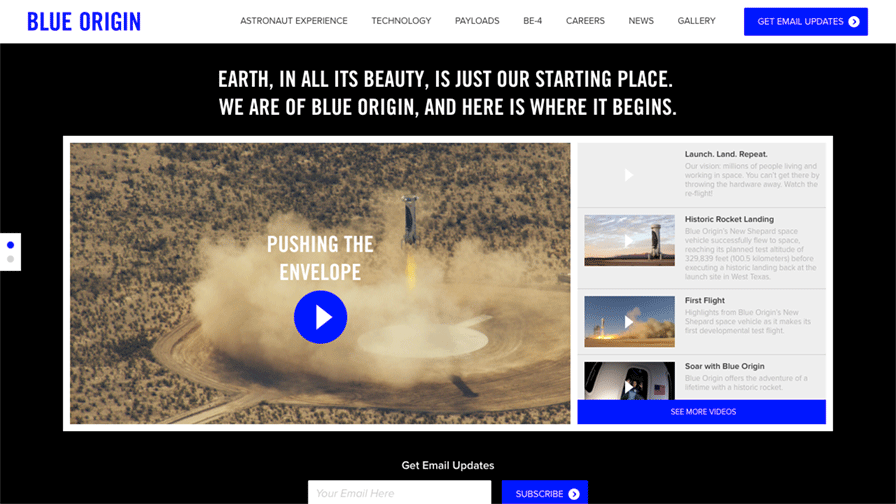 BLUE ORIGIN
ASTRONAUT EXPERIENCE
TECHNOLOGY
PAYLOADS
BE-4
CAREERS
NEWS
GALLERY
GET EMAIL UPDATES
EARTH, IN ALL ITS BEAUTY, IS JUST OUR STARTING PLACE.
WE ARE OF BLUE ORIGIN, AND HERE IS WHERE IT BEGINS.
PUSHING THE
ENVELOPE
Launch. Land. Repeat.
Our vision: millions of people living and
working in space. You can't get there by
throwing the hardware away. Watch the
re-flight!
Historic Rocket Landing
Blue Origin's New Shepard space
vehicle successfully flew to space,
reaching its planned test altitude of
329,839 feet (100.5 kilometers) before
executing a historic landing back at the
launch site in West Texas.
First Flight
Highlights from Blue Origin's New
Shepard space vehicle as it makes its
first developmental test flight.
Soar with Blue Origin
Blue Origin offers the adventure of a
lifetime with a historic rocket.
SEE MORE VIDEOS
Get Email Updates
Your Email Here
SUBSCRIBE